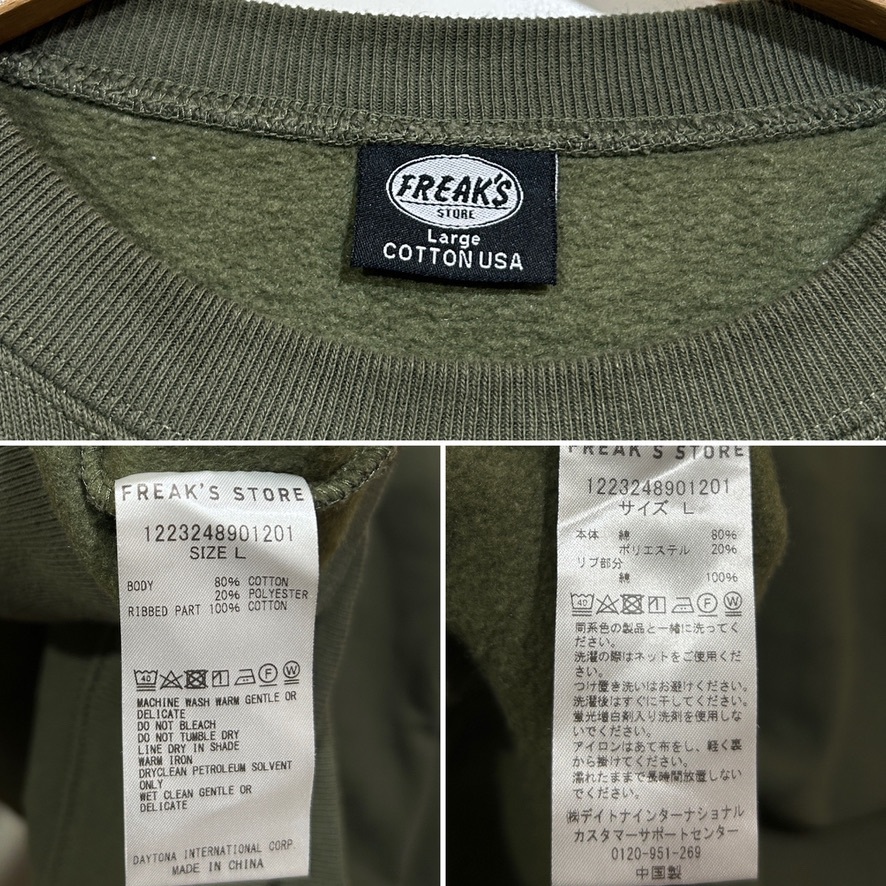 FREAK'S
STORE
Large
COTTON USA
FREAK'S STORE
1223248901201
SIZE L
BODY 80% COTTON
20% POLYESTER
RIBBED PART 100% COTTON
40
MACHINE WASH WARM GENTLE OR
DELICATE
DO NOT BLEACH
DO NOT TUMBLE DRY
LINE DRY IN SHADE
WARM IRON
DRYCLEAN PETROLEUM SOLVENT
ONLY
WET CLEAN GENTLE OR
DELICATE
DAYTONA INTERNATIONAL CORP.
MADE IN CHINA
FREAK'S STORE
1223248901201
サイズ L
本体 綿 80%
ポリエステル 20%
リブ部分
綿 100%
40
同系色の製品と一緒に洗ってく
ださい。
洗濯の際はネットをご使用くだ
さい。
つけ置き洗いはお避けください。
洗濯後はすぐに干してください。
蛍光増白剤入り洗剤を使用しな
いでください。
アイロンはあて布をし、軽く裏
から掛けてください。
濡れたままで長時間放置しない
でください。
㈱デイトナインターナショナル
カスタマーサポートセンター
0120-951-269
中国製